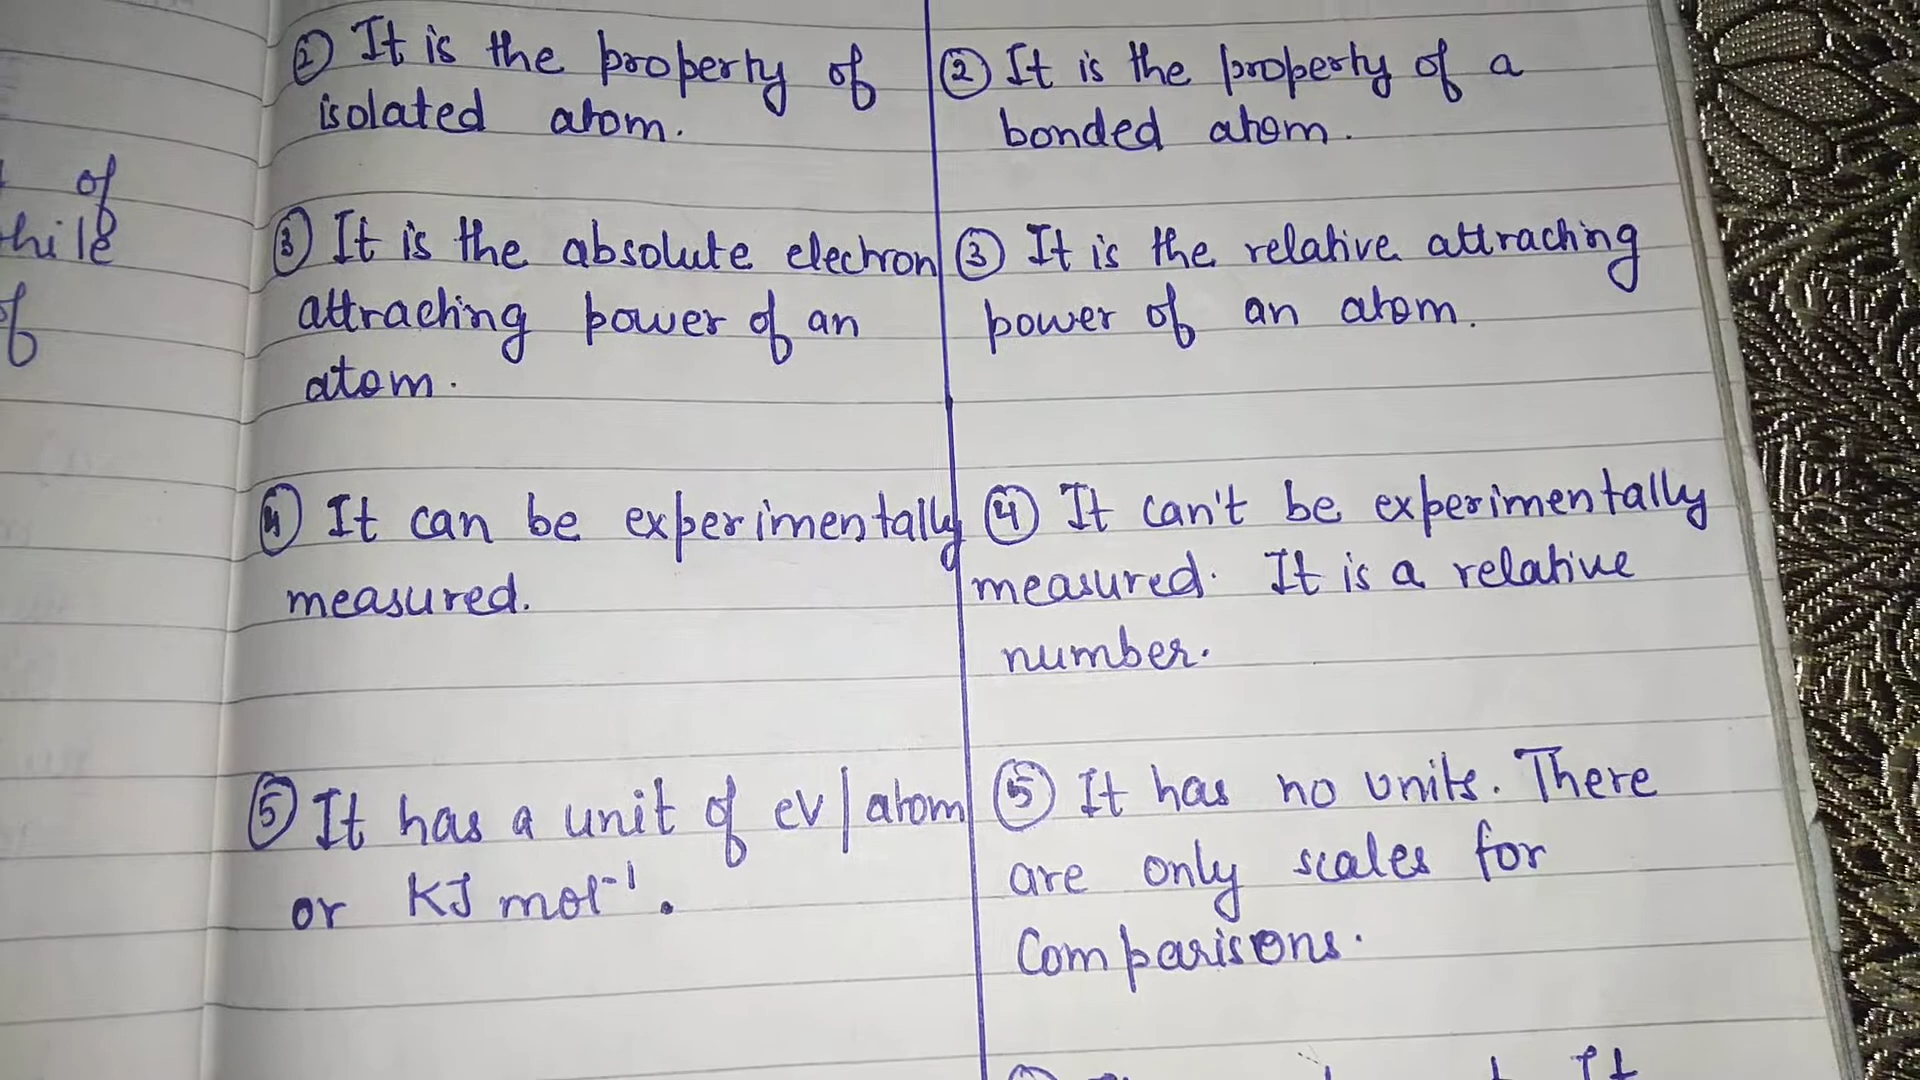 of
hile
of
② It is the property of
isolated atom.
③ It is the absolute electron
attracting power of an
atom.
④ It can be experimentally
measured.
⑤ It has a unit of eV/atom
or KJ mol⁻¹.
② It is the property of a
bonded atom.
③ It is the relative attracting
power of an atom.
④ It can't be experimentally
measured. It is a relative
number.
⑤ It has no units. There
are only scales for
Comparisons.
It